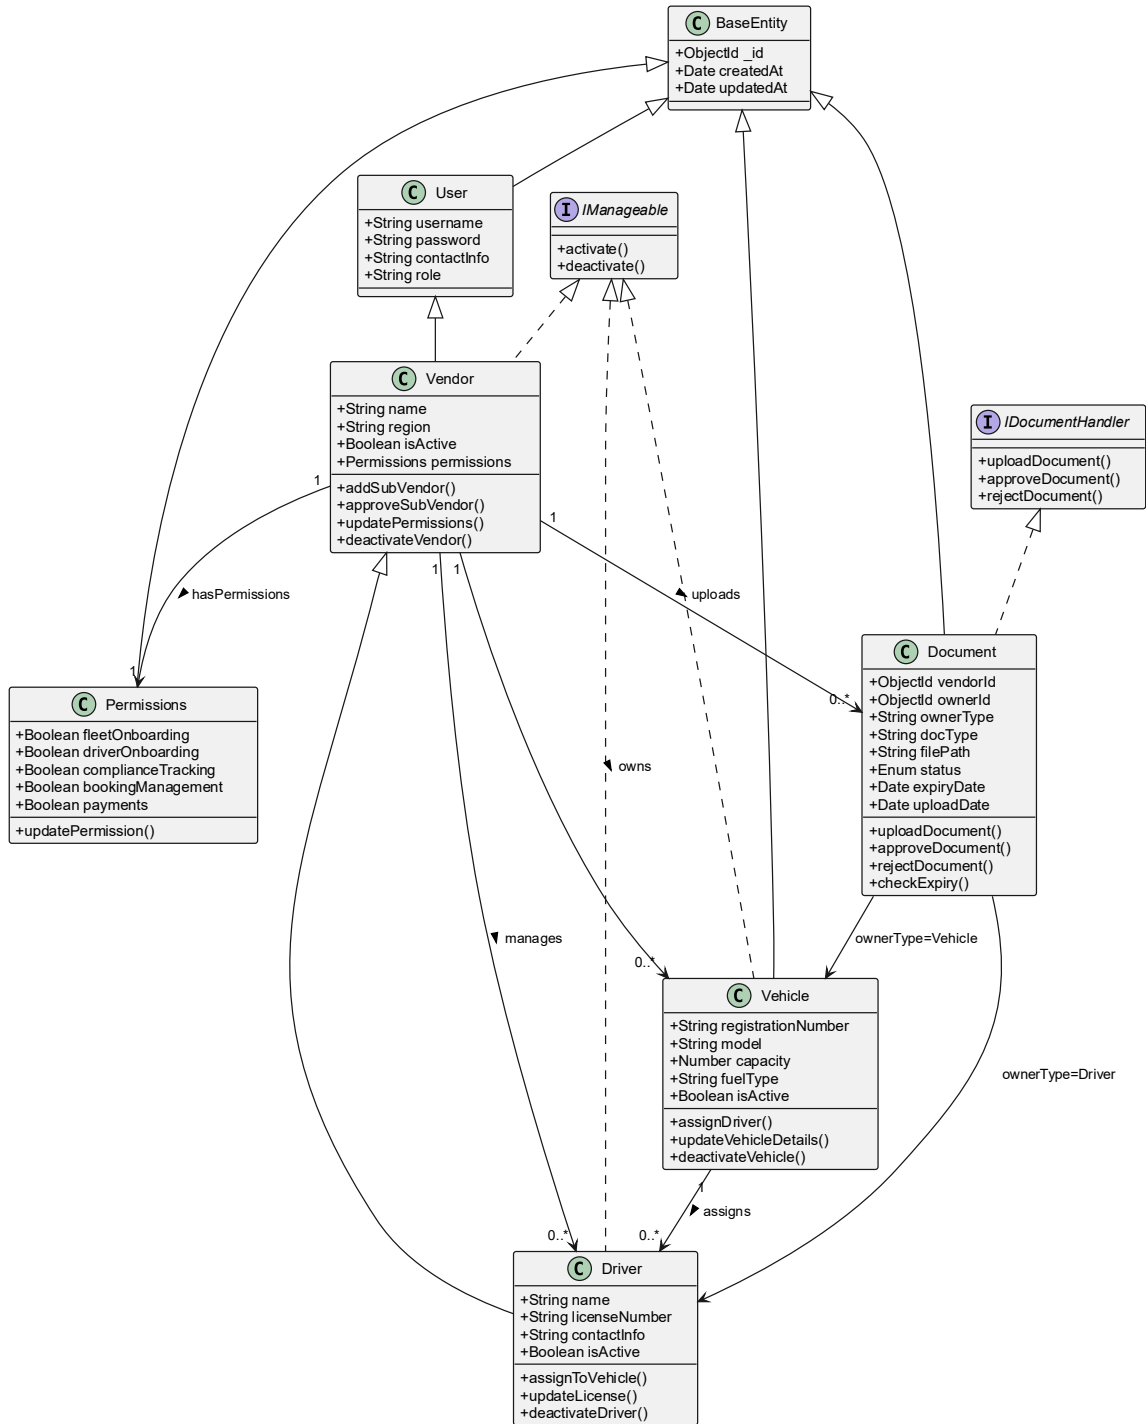 C BaseEntity
+ObjectId _id
+Date createdAt
+Date updatedAt
C User
+String username
+String password
+String contactInfo
+String role
I IManageable
+activate()
+deactivate()
C Vendor
+String name
+String region
+Boolean isActive
+Permissions permissions
+addSubVendor()
+approveSubVendor()
+updatePermissions()
+deactivateVendor()
I IDocumentHandler
+uploadDocument()
+approveDocument()
+rejectDocument()
1
1
1
1
hasPermissions
uploads
1
0..*
C Permissions
+Boolean fleetOnboarding
+Boolean driverOnboarding
+Boolean complianceTracking
+Boolean bookingManagement
+Boolean payments
+updatePermission()
C Document
+ObjectId vendorId
+ObjectId ownerId
+String ownerType
+String docType
+String filePath
+Enum status
+Date expiryDate
+Date uploadDate
+uploadDocument()
+approveDocument()
+rejectDocument()
+checkExpiry()
owns
manages
ownerType=Vehicle
0..*
C Vehicle
+String registrationNumber
+String model
+Number capacity
+String fuelType
+Boolean isActive
+assignDriver()
+updateVehicleDetails()
+deactivateVehicle()
ownerType=Driver
1
assigns
0..*
0..*
C Driver
+String name
+String licenseNumber
+String contactInfo
+Boolean isActive
+assignToVehicle()
+updateLicense()
+deactivateDriver()